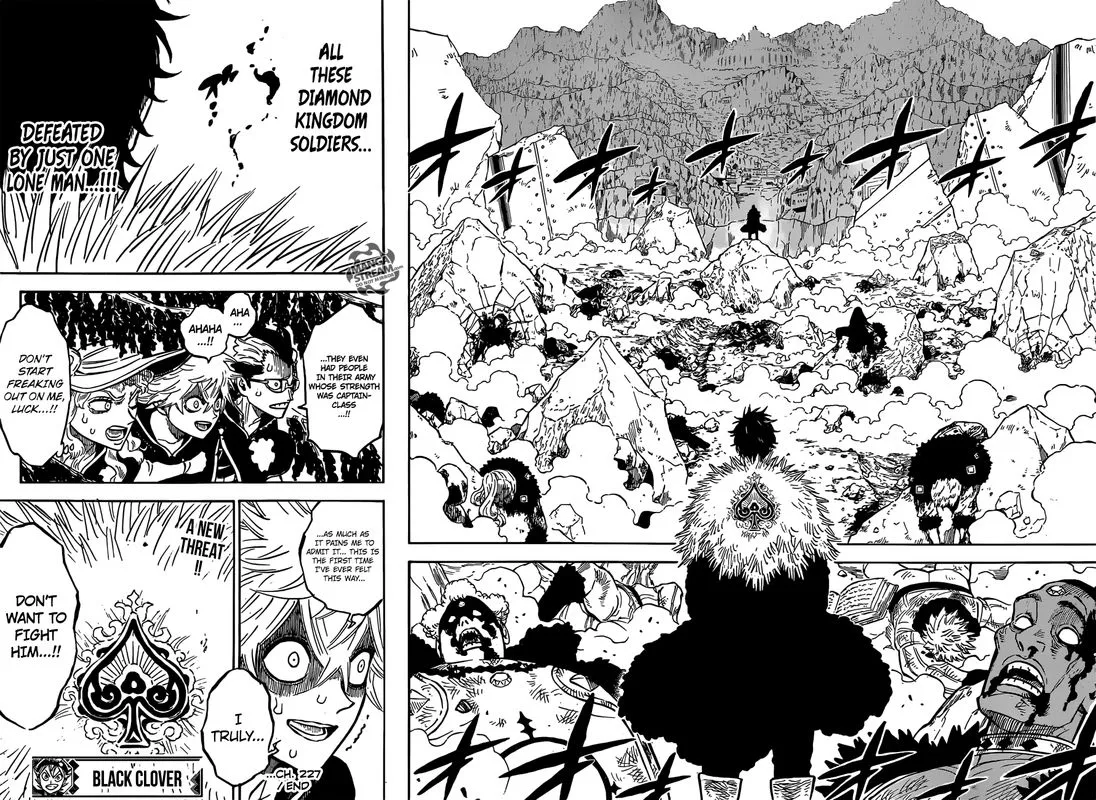 ALL
THESE
DIAMOND
KINGDOM
SOLDIERS...
DEFEATED
BY JUST ONE
LONE MAN...!!!
MANGA
STREAM
...THEY EVEN
HAD PEOPLE
IN THEIR ARMY
WHOSE STRENGTH
WAS CAPTAIN-
CLASS
...!!
AHA
...
AHAHA
...!!
DON'T
START
FREAKING
OUT ON ME,
LUCK...!!
...AS MUCH AS
IT PAINS ME TO
ADMIT IT... THIS IS
THE FIRST TIME
I'VE EVER FELT
THIS WAY...
I
TRULY...
...CH. 227
/ END
A NEW
THREAT
!!
DON'T
WANT TO
FIGHT
HIM...!!
BLACK CLOVER